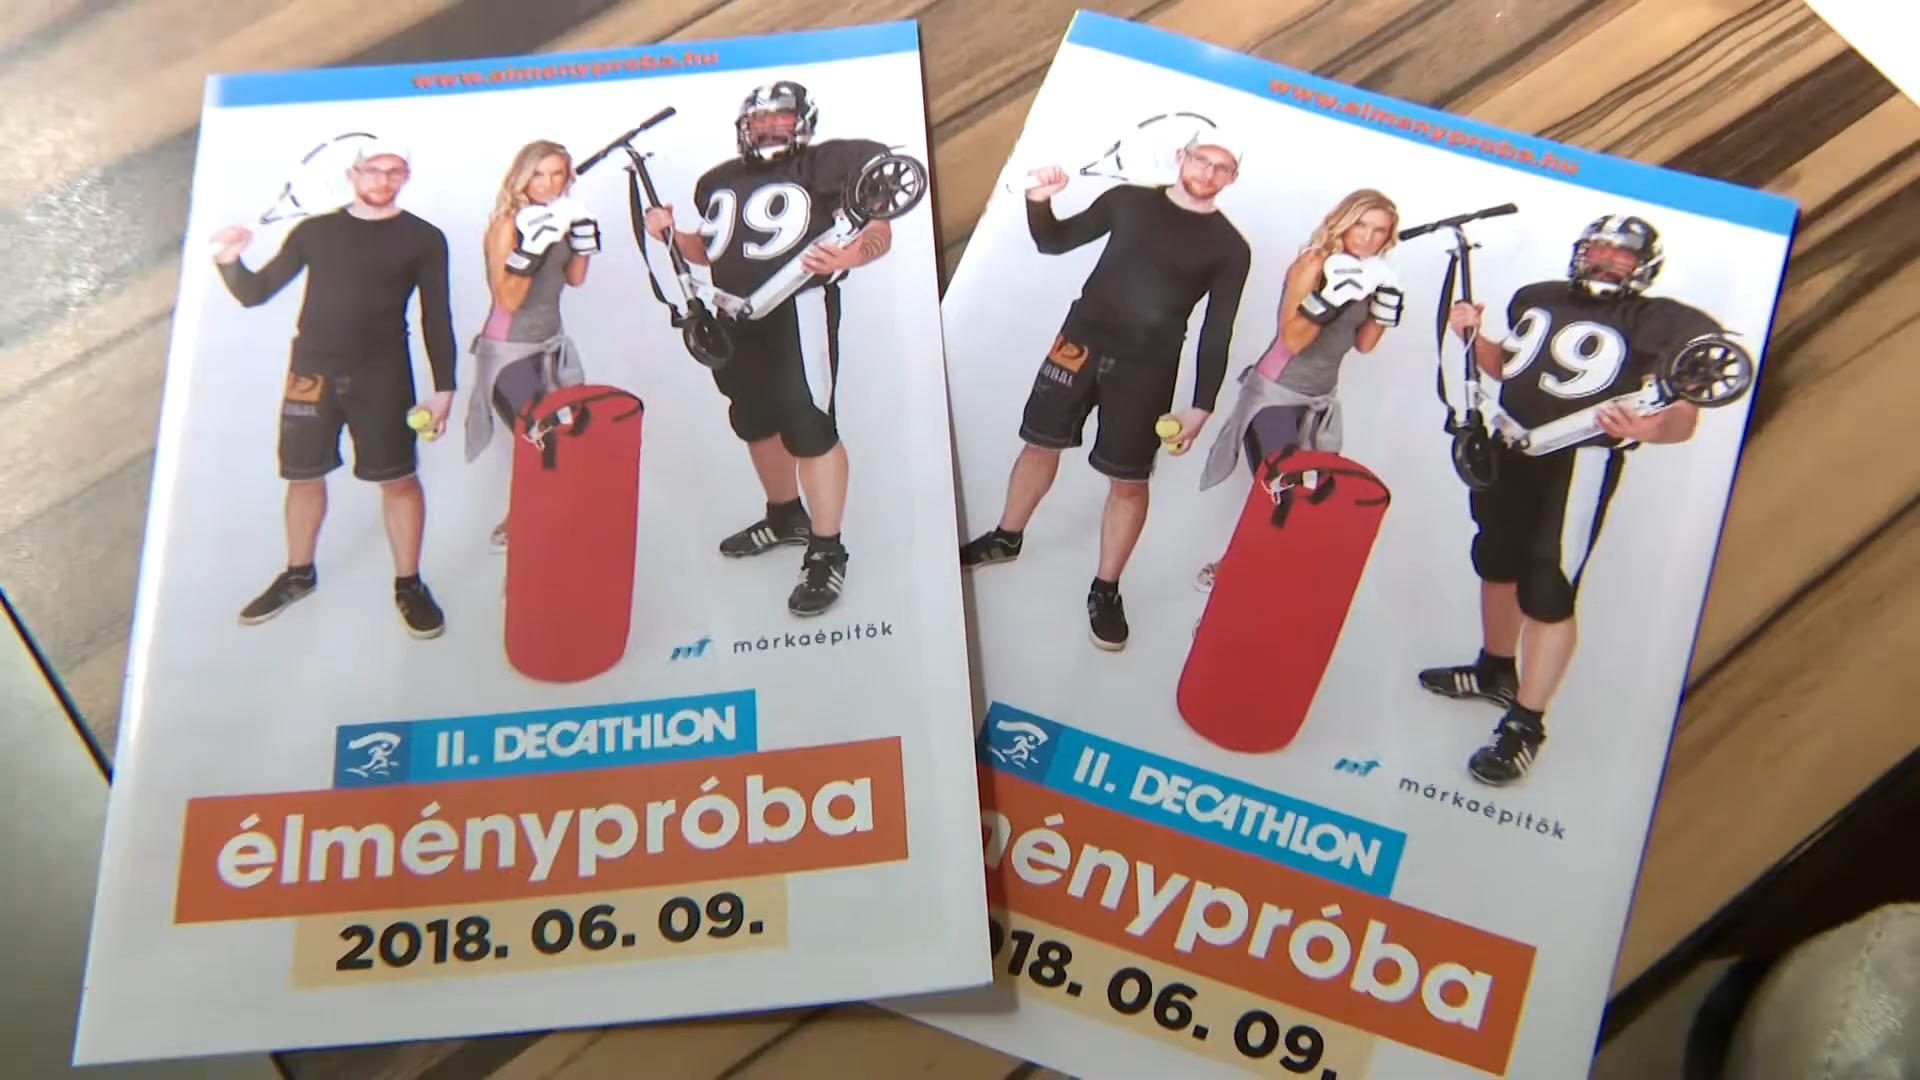 www.elmenyproba.hu
99
márkaépítők
II. DECATHLON
élménypróba
2018. 06. 09.
www.elmenyproba.hu
99
márkaépítők
II. DECATHLON
ménypróba
018. 06. 09.